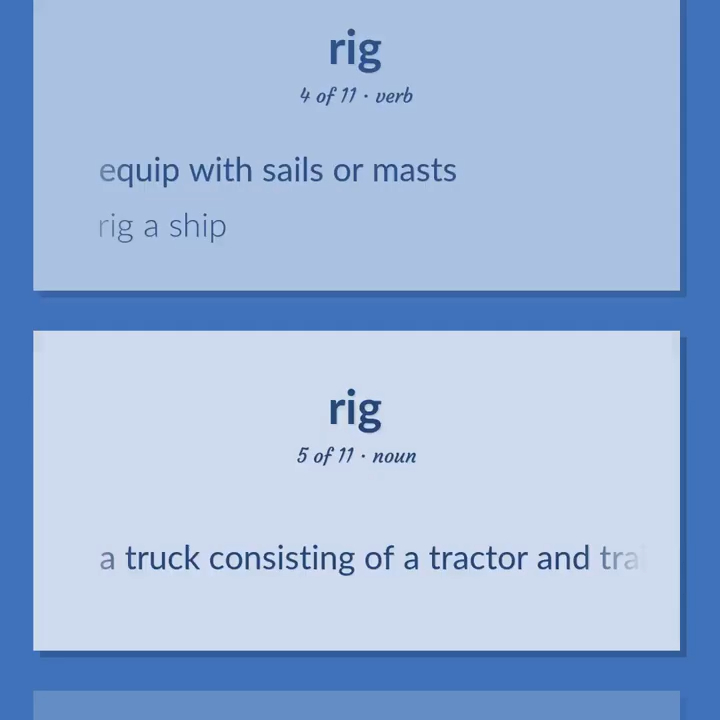 rig
4 of 11 · verb
equip with sails or masts
rig a ship
rig
5 of 11 · noun
a truck consisting of a tractor and